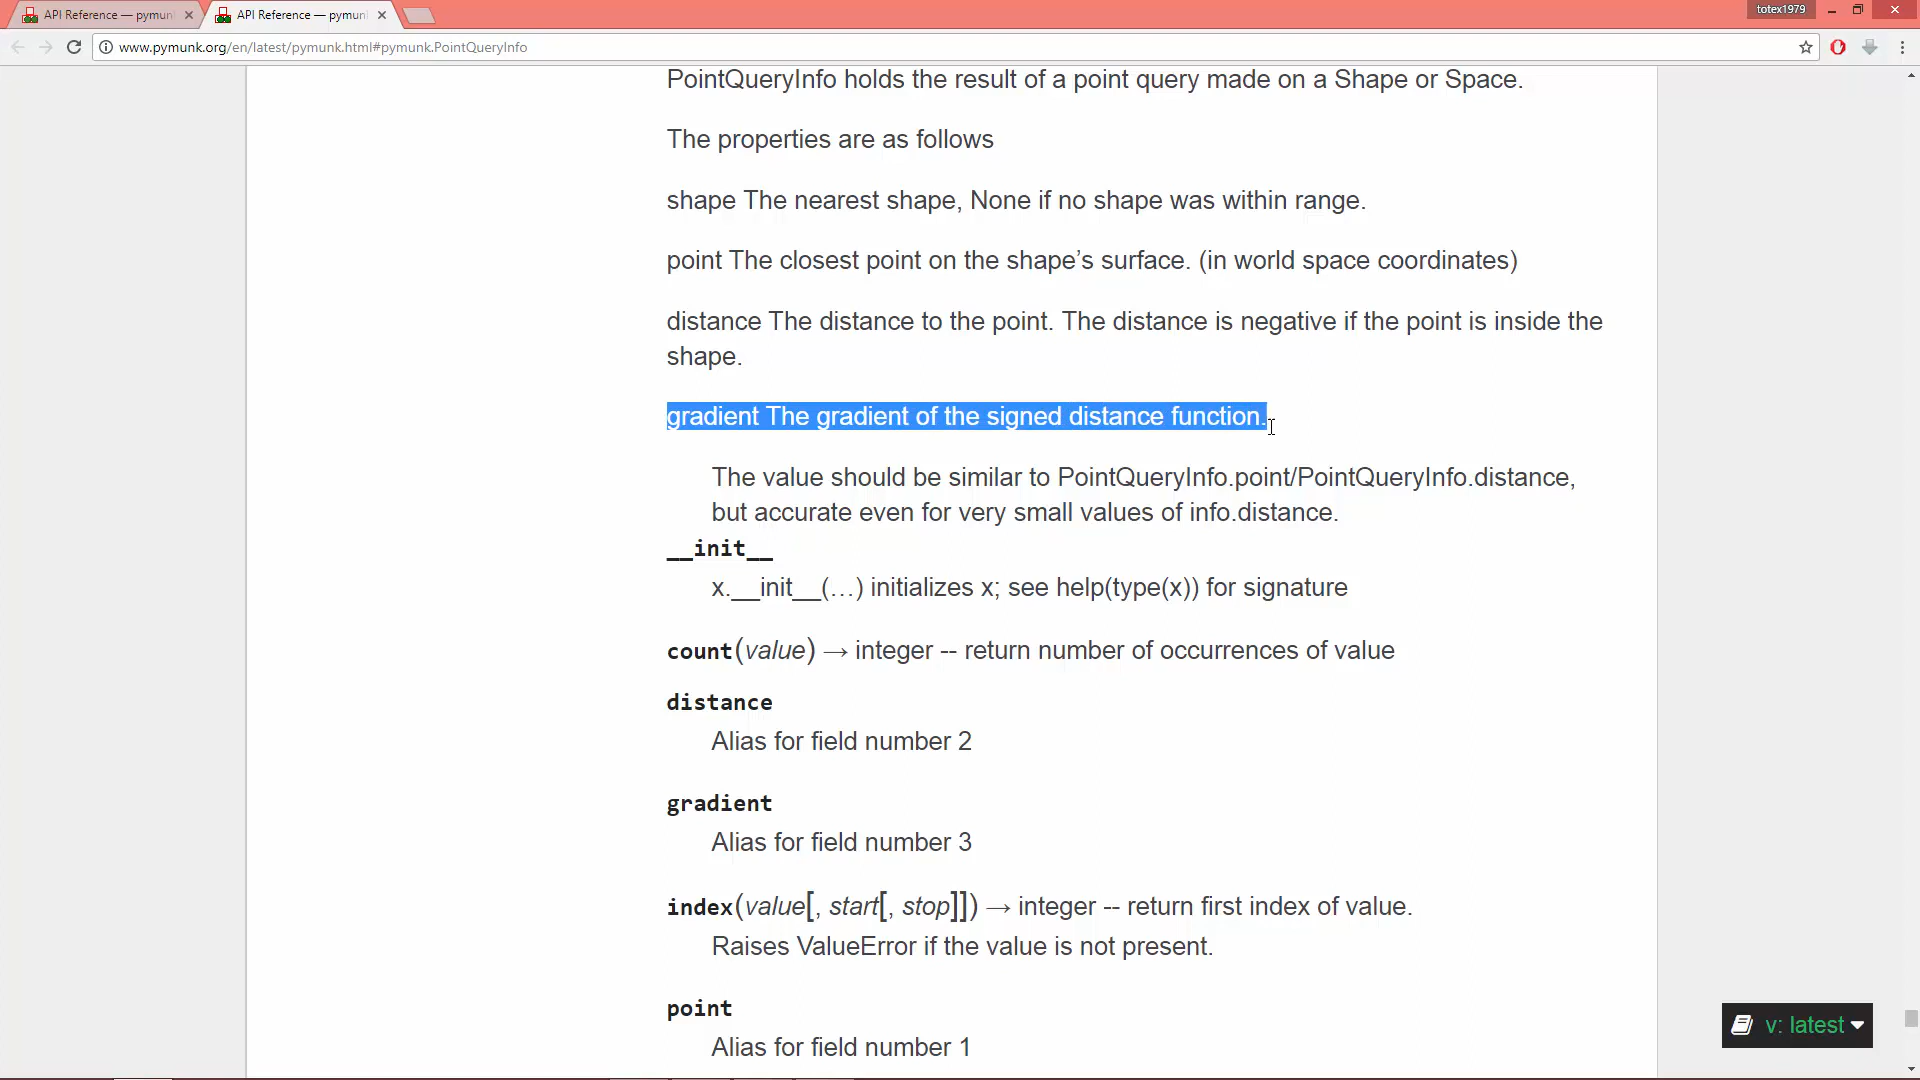 API Reference — pymun
API Reference — pymunk
totex1979
www.pymunk.org/en/latest/pymunk.html#pymunk.PointQueryInfo
PointQueryInfo holds the result of a point query made on a Shape or Space.
The properties are as follows
shape The nearest shape, None if no shape was within range.
point The closest point on the shape’s surface. (in world space coordinates)
distance The distance to the point. The distance is negative if the point is inside the
shape.
gradient The gradient of the signed distance function.
The value should be similar to PointQueryInfo.point/PointQueryInfo.distance,
but accurate even for very small values of info.distance.
__init__
x.__init__(…) initializes x; see help(type(x)) for signature
count(value) → integer -- return number of occurrences of value
distance
Alias for field number 2
gradient
Alias for field number 3
index(value[, start[, stop]]) → integer -- return first index of value.
Raises ValueError if the value is not present.
point
Alias for field number 1
v: latest